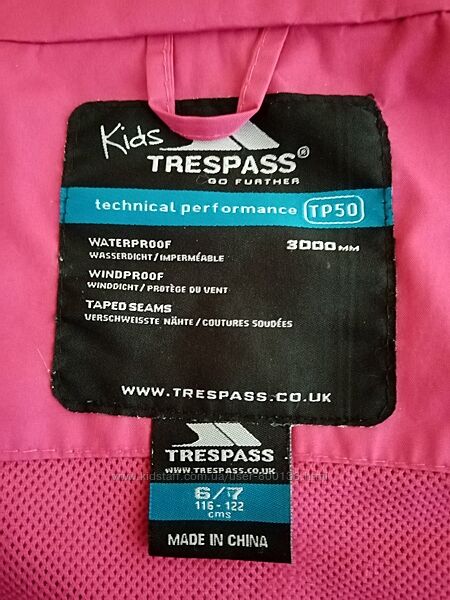 Kids
TRESPASS®
GO FURTHER
technical performance TP50
WATERPROOF 3000MM
WASSERDICHT / IMPERMÉABLE
WINDPROOF
WINDDICHT / PROTÈGE DU VENT
TAPED SEAMS
VERSCHWEISSTE NÄHTE / COUTURES SOUDÉES
WWW.TRESPASS.CO.UK
TRESPASS
WWW.TRESPASS.CO.UK
6/7
116 - 122
cms
MADE IN CHINA